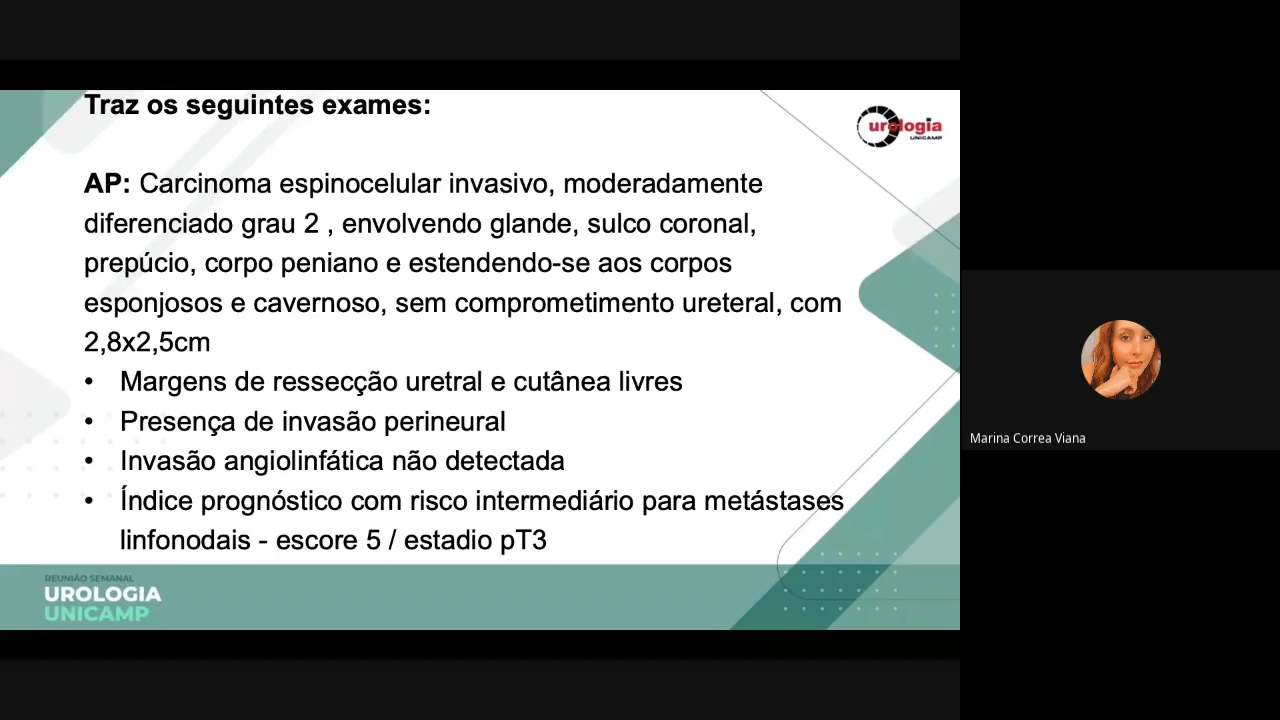 Traz os seguintes exames:
urologia
UNICAMP
AP: Carcinoma espinocelular invasivo, moderadamente
diferenciado grau 2 , envolvendo glande, sulco coronal,
prepúcio, corpo peniano e estendendo-se aos corpos
esponjosos e cavernoso, sem comprometimento ureteral, com
2,8x2,5cm
• Margens de ressecção uretral e cutânea livres
• Presença de invasão perineural
• Invasão angiolinfática não detectada
• Índice prognóstico com risco intermediário para metástases
linfonodais - escore 5 / estadio pT3
REUNIÃO SEMANAL
UROLOGIA
UNICAMP
Marina Correa Viana